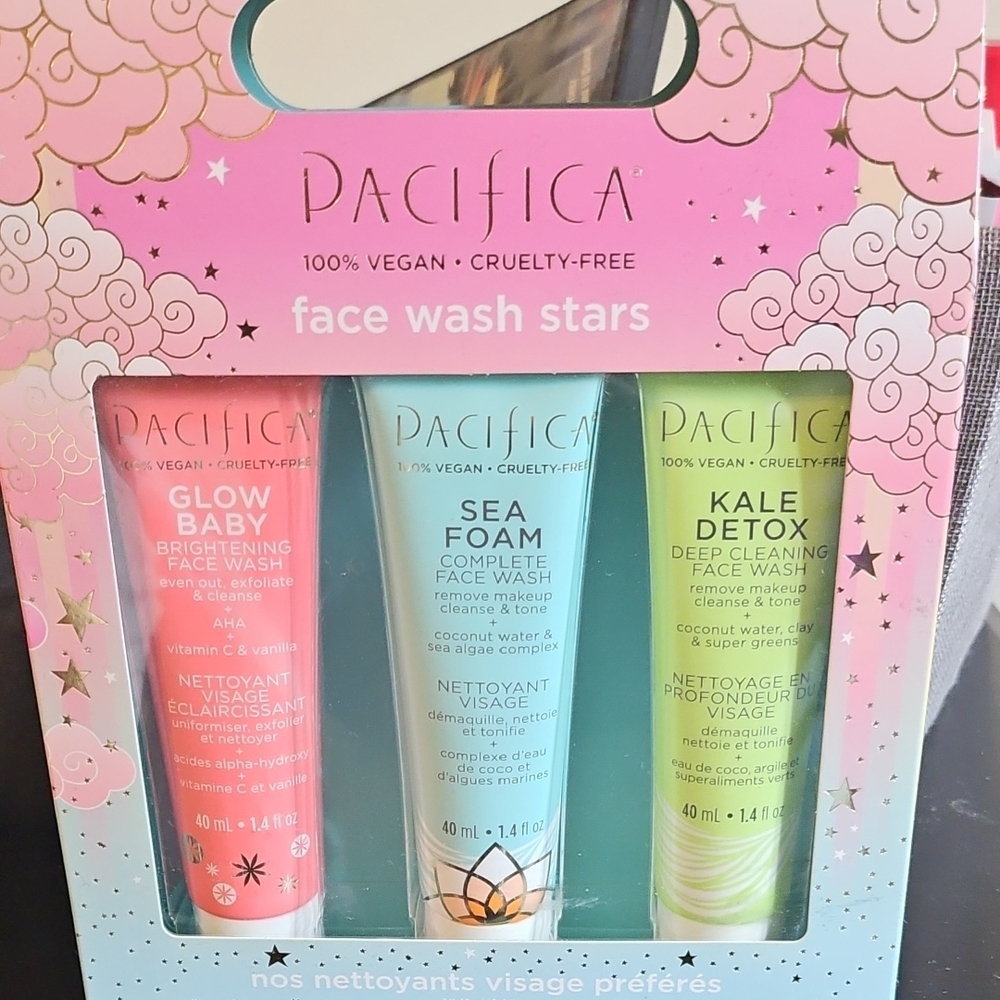 PACIFICA
100% VEGAN • CRUELTY-FREE
face wash stars
PACIFICA
100% VEGAN • CRUELTY-FREE
GLOW
BABY
BRIGHTENING
FACE WASH
even out, exfoliate
& cleanse
+
AHA
+
vitamin C & vanilla
NETTOYANT
VISAGE
ÉCLAIRCISSANT
uniformiser, exfolier
et nettoyer
+
acides alpha-hydroxy
+
vitamine C et vanille
40 mL • 1.4 fl oz
PACIFICA
100% VEGAN • CRUELTY-FREE
SEA
FOAM
COMPLETE
FACE WASH
remove makeup
cleanse & tone
+
coconut water &
sea algae complex
NETTOYANT
VISAGE
démaquille, nettoie
et tonifie
+
complexe d'eau
de coco et
d'algues marines
40 mL • 1.4 fl oz
PACIFICA
100% VEGAN • CRUELTY-FRE
KALE
DETOX
DEEP CLEANING
FACE WASH
remove makeup
cleanse & tone
+
coconut water, clay
& super greens
NETTOYAGE EN
PROFONDEUR DU
VISAGE
démaquille
nettoie et tonifie
+
eau de coco, argile et
superaliments verts
40 mL • 1.4 fl oz
nos nettoyants visage préférés